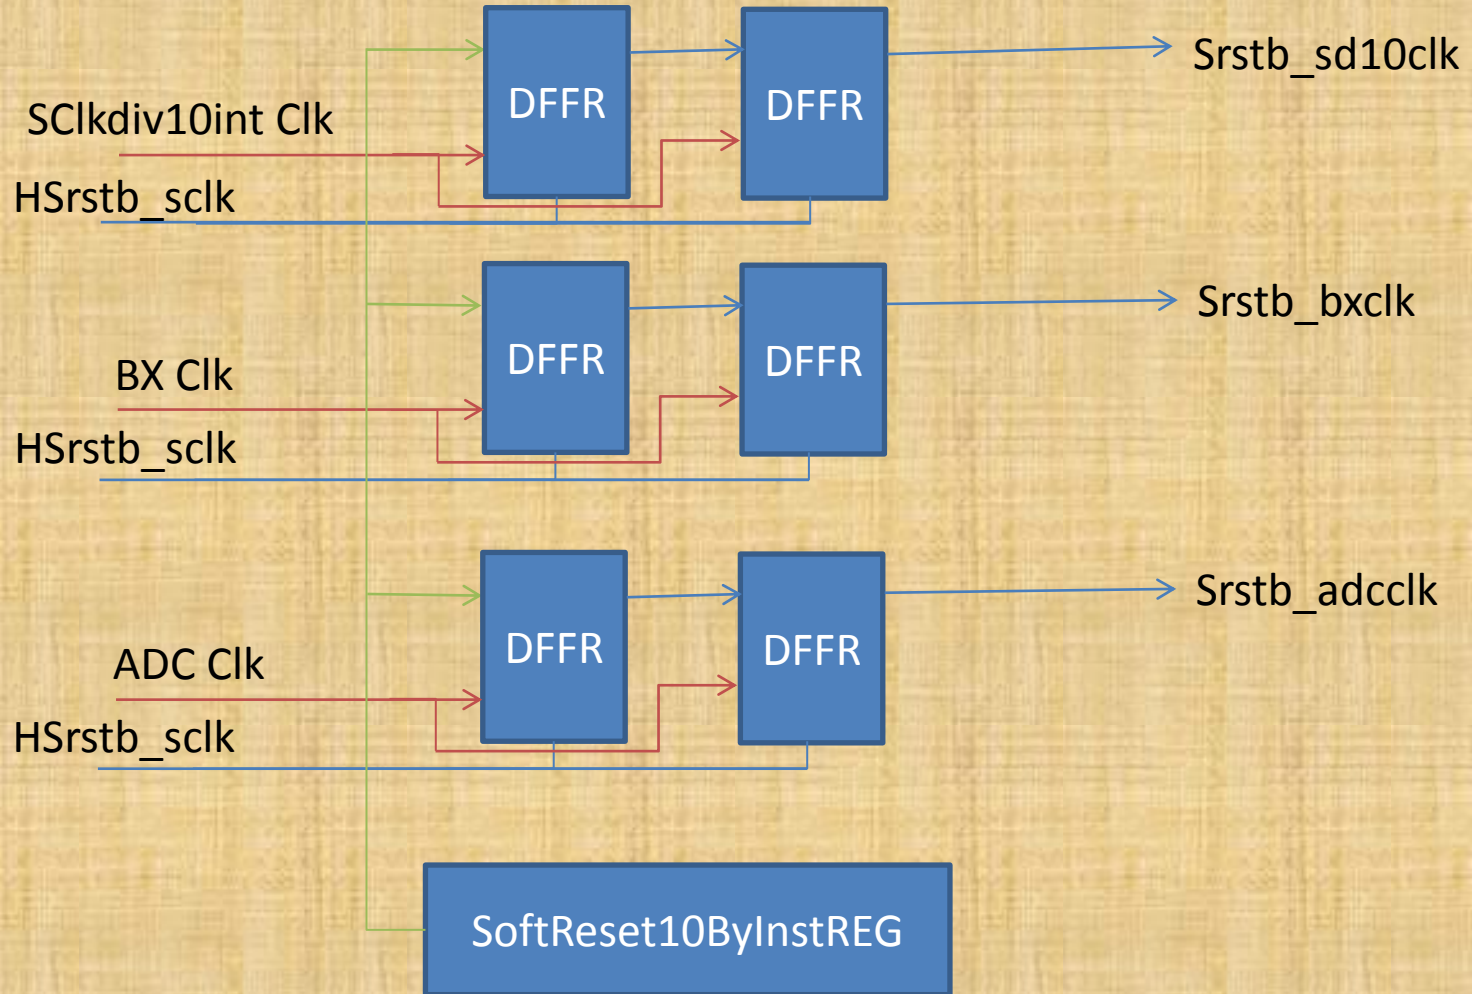 DFFR
DFFR
Srstb_sd10clk
SClkdiv10int Clk
HSrstb_sclk
DFFR
DFFR
Srstb_bxclk
BX Clk
HSrstb_sclk
DFFR
DFFR
Srstb_adcclk
ADC Clk
HSrstb_sclk
SoftReset10ByInstREG